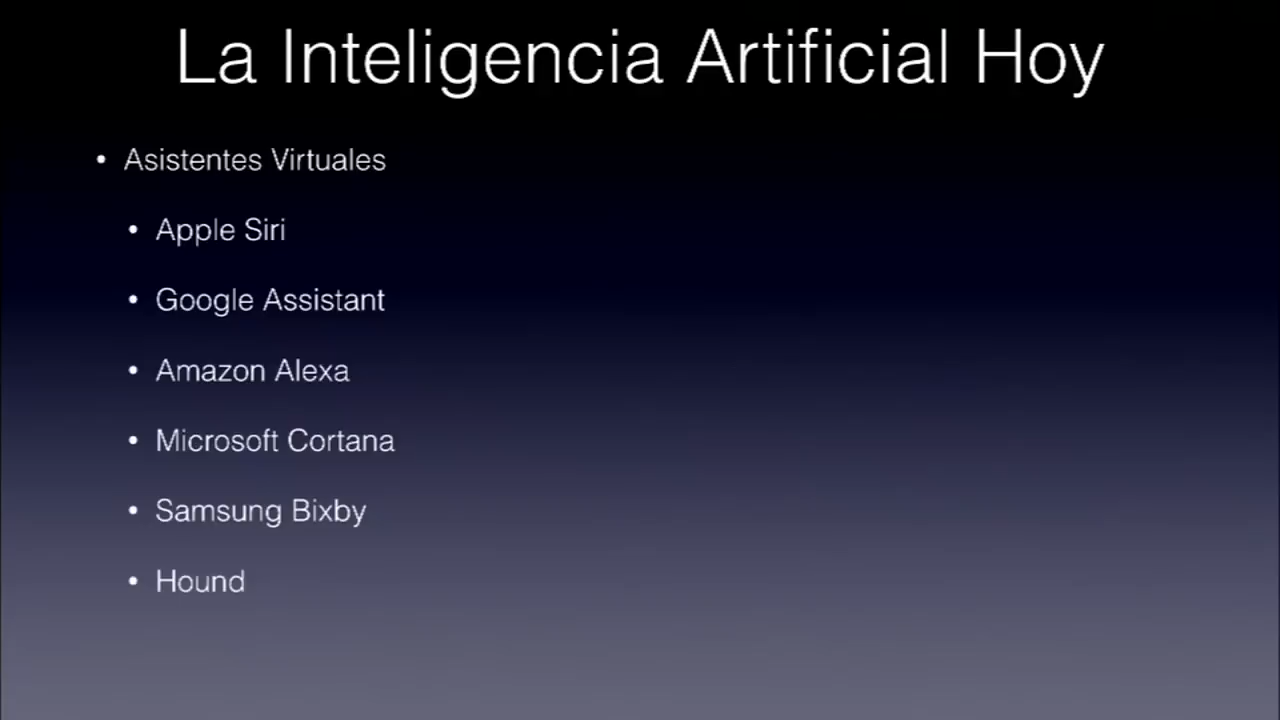 La Inteligencia Artificial Hoy
• Asistentes Virtuales
• Apple Siri
• Google Assistant
• Amazon Alexa
• Microsoft Cortana
• Samsung Bixby
• Hound